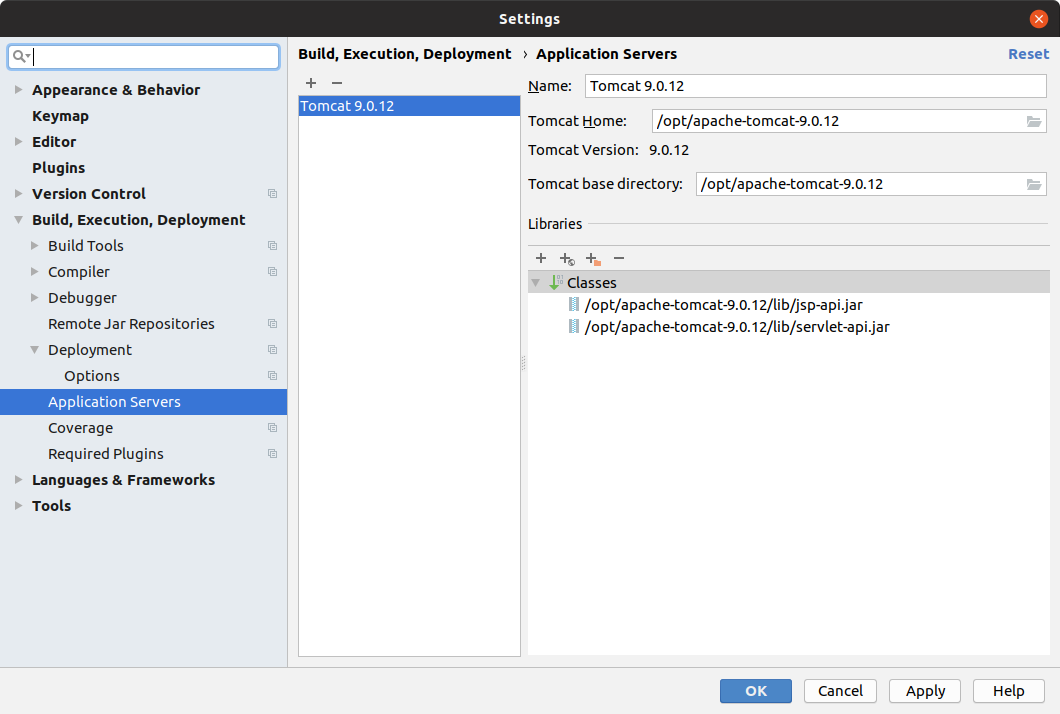 Settings
Build, Execution, Deployment › Application Servers
Reset
Appearance & Behavior
Keymap
Editor
Plugins
Version Control
Build, Execution, Deployment
Build Tools
Compiler
Debugger
Remote Jar Repositories
Deployment
Options
Application Servers
Coverage
Required Plugins
Languages & Frameworks
Tools
Tomcat 9.0.12
Name: Tomcat 9.0.12
Tomcat Home: /opt/apache-tomcat-9.0.12
Tomcat Version: 9.0.12
Tomcat base directory: /opt/apache-tomcat-9.0.12
Libraries
Classes
/opt/apache-tomcat-9.0.12/lib/jsp-api.jar
/opt/apache-tomcat-9.0.12/lib/servlet-api.jar
OK Cancel Apply Help